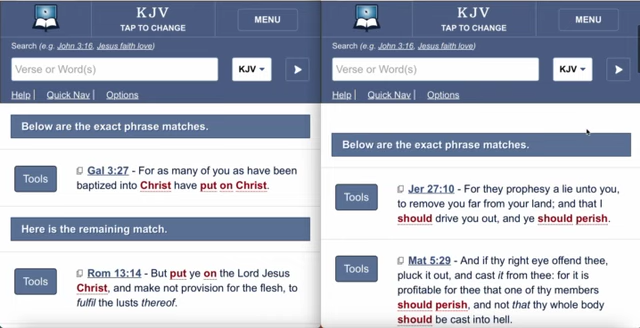 KJV
TAP TO CHANGE
MENU
Search (e.g. John 3:16, Jesus faith love)
Verse or Word(s)
KJV
Help| Quick Nav| Options
Below are the exact phrase matches.
Tools
Gal 3:27 - For as many of you as have been
baptized into Christ have put on Christ.
Here is the remaining match.
Tools
Rom 13:14 - But put ye on the Lord Jesus
Christ, and make not provision for the flesh, to
fulfil the lusts thereof.
KJV
TAP TO CHANGE
MENU
Search (e.g. John 3:16, Jesus faith love)
Verse or Word(s)
KJV
Help| Quick Nav| Options
Below are the exact phrase matches.
Tools
Jer 27:10 - For they prophesy a lie unto you,
to remove you far from your land; and that I
should drive you out, and ye should perish.
Tools
Mat 5:29 - And if thy right eye offend thee,
pluck it out, and cast it from thee: for it is
profitable for thee that one of thy members
should perish, and not that thy whole body
should be cast into hell.